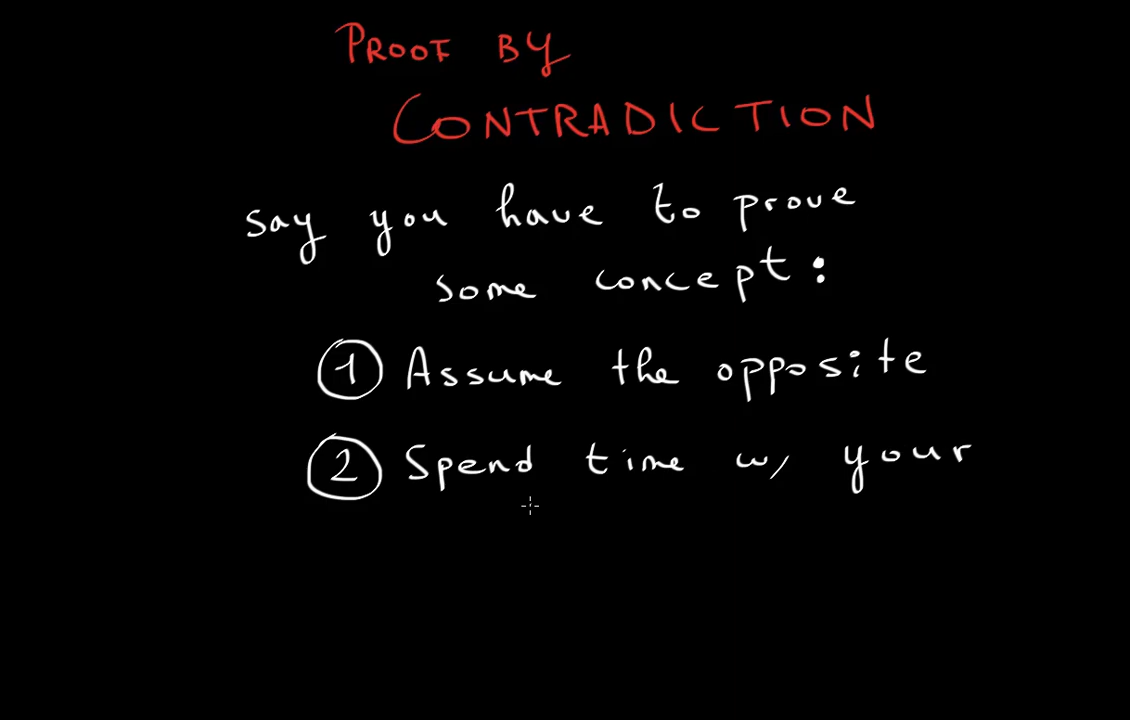 PROOF BY
CONTRADICTION
say you have to prove
some concept:
1 Assume the opposite
2 Spend time w/ your